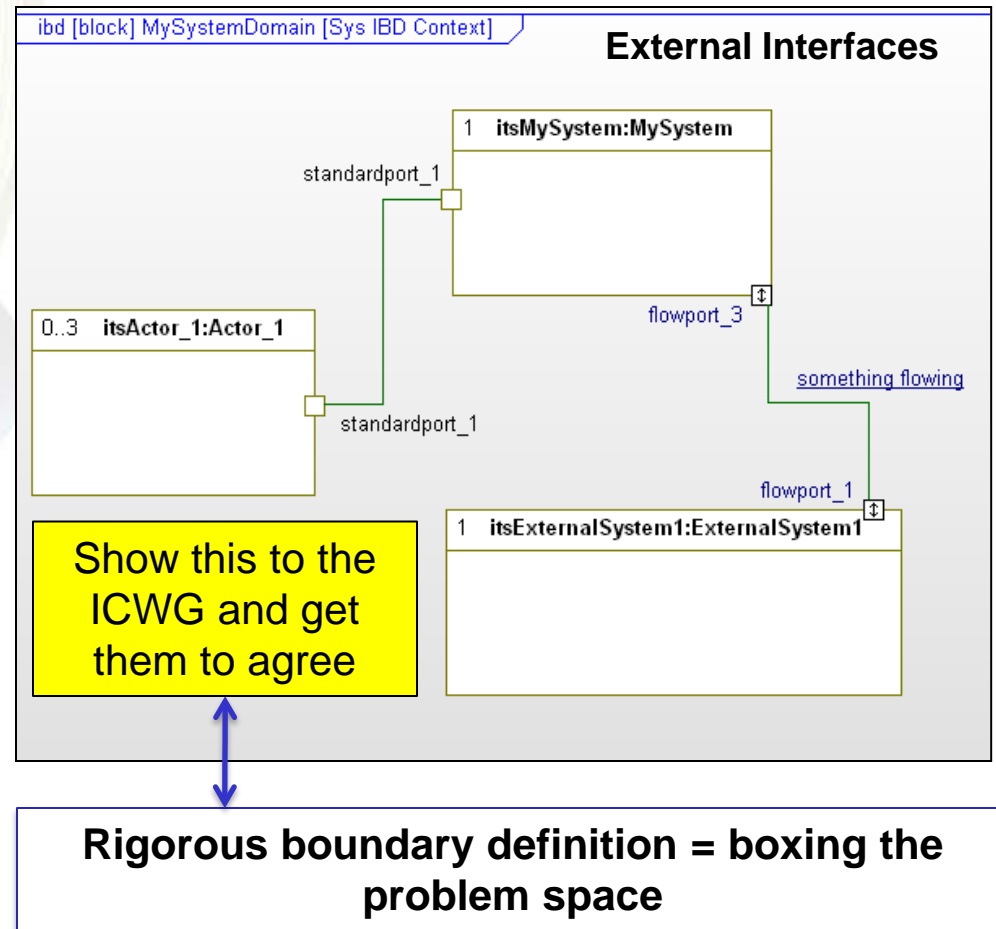 ibd [block] MySystemDomain [Sys IBD Context]
External Interfaces
1 itsMySystem:MySystem
standardport_1
flowport_3
0..3 itsActor_1:Actor_1
something flowing
standardport_1
flowport_1
1 itsExternalSystem1:ExternalSystem1
Show this to the
ICWG and get
them to agree
Rigorous boundary definition = boxing the
problem space